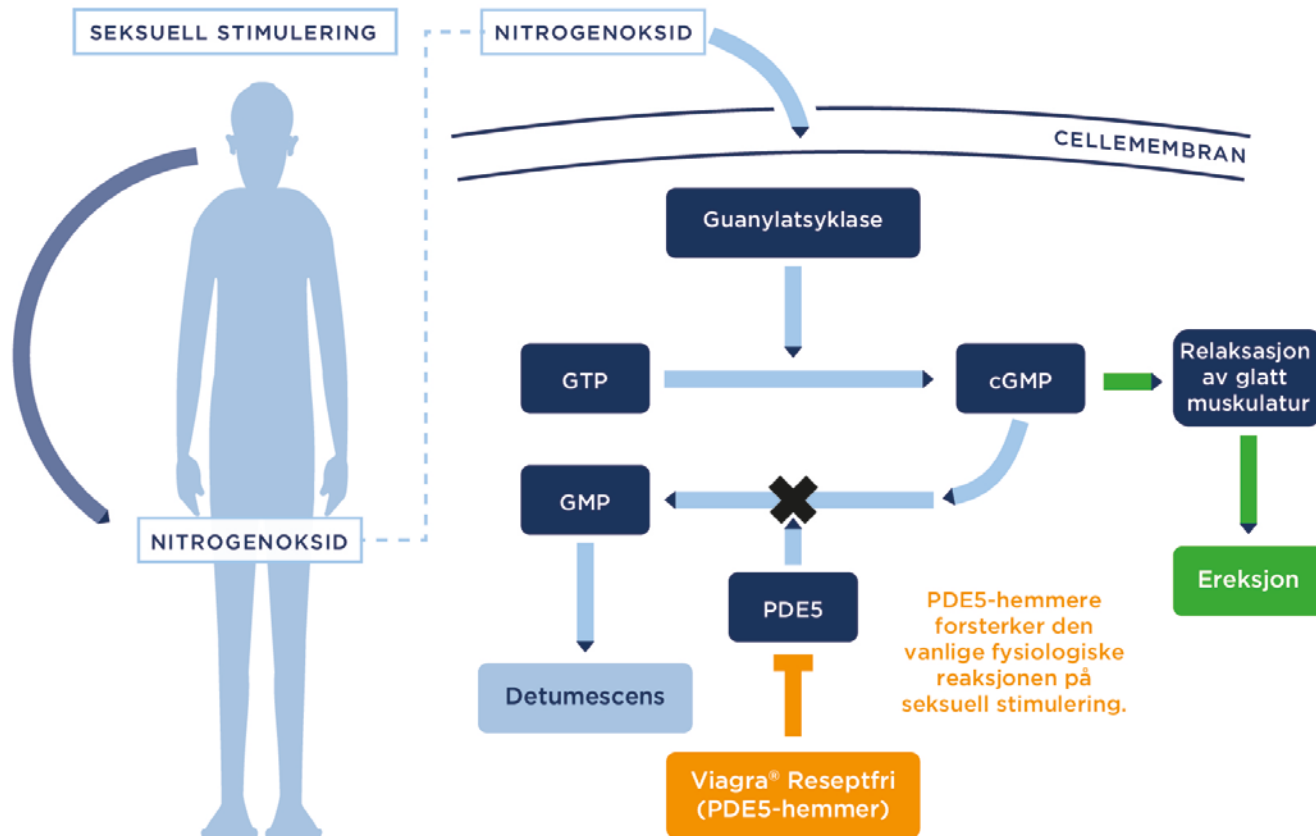 SEKSUELL STIMULERING
NITROGENOKSID
CELLEMEMBRAN
Guanylatsyklase
GTP
cGMP
Relaksasjon
av glatt
muskulatur
GMP
NITROGENOKSID
PDE5
Ereksjon
PDE5-hemmere
forsterker den
vanlige fysiologiske
reaksjonen på
seksuell stimulering.
Detumescens
Viagra® Reseptfri
(PDE5-hemmer)